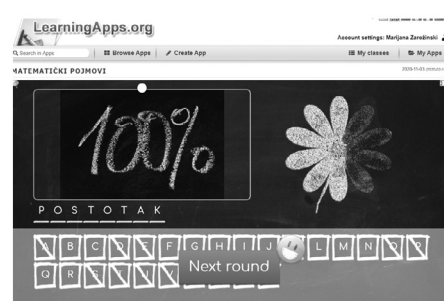 LearningApps.org
Account settings: Marijana Zarožinski
Search in Apps Browse Apps Create App My classes My Apps
MATEMATIČKI POJMOVI
100%
P O S T O T A K
A B C D E F G H I J L M N O P
Q R S T U V
Next round